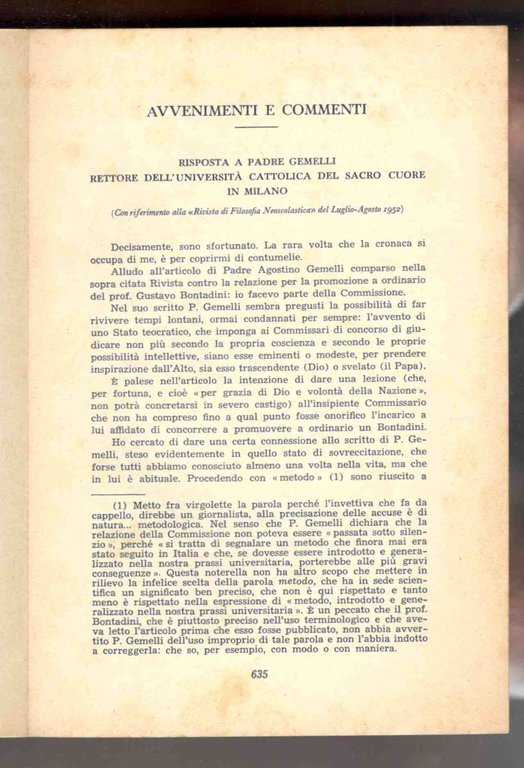 AVVENIMENTI E COMMENTI
RISPOSTA A PADRE GEMELLI
RETTORE DELL'UNIVERSITÀ CATTOLICA DEL SACRO CUORE
IN MILANO
(Con riferimento alla «Rivista di Filosofia Neoscolastica» del Luglio-Agosto 1952)
Decisamente, sono sfortunato. La rara volta che la cronaca si
occupa di me, è per coprirmi di contumelie.
Alludo all'articolo di Padre Agostino Gemelli comparso nella
sopra citata Rivista contro la relazione per la promozione a ordinario
del prof. Gustavo Bontadini: io facevo parte della Commissione.
Nel suo scritto P. Gemelli sembra pregusti la possibilità di far
rivivere tempi lontani, ormai condannati per sempre: l'avvento di
uno Stato teocratico, che imponga ai Commissari di concorso di giu-
dicare non più secondo la propria coscienza e secondo le proprie
possibilità intellettive, siano esse eminenti o modeste, per prendere
inspirazione dall'Alto, sia esso trascendente (Dio) o svelato (il Papa).
È palese nell'articolo la intenzione di dare una lezione (che,
per fortuna, e cioè «per grazia di Dio e volontà della Nazione»,
non potrà concretarsi in severo castigo) all'insipiente Commissario
che non ha compreso fino a qual punto fosse onorifico l'incarico a
lui affidato di concorrere a promuovere a ordinario un Bontadini.
Ho cercato di dare una certa connessione allo scritto di P. Ge-
melli, steso evidentemente in quello stato di sovreccitazione, che
forse tutti abbiamo conosciuto almeno una volta nella vita, ma che
in lui è abituale. Procedendo con «metodo» (1) sono riuscito a
(1) Metto fra virgolette la parola perché l'invettiva che fa da
cappello, direbbe un giornalista, alla precisazione delle accuse è di
natura... metodologica. Nel senso che P. Gemelli dichiara che la
relazione della Commissione non poteva essere «passata sotto silen-
zio», perché «si tratta di segnalare un metodo che finora mai era
stato seguito in Italia e che, se dovesse essere introdotto e genera-
lizzato nella nostra prassi universitaria, porterebbe alle più gravi
conseguenze». Questa noterella non ha altro scopo che mettere in
rilievo la infelice scelta della parola metodo, che ha in sede scien-
tifica un significato ben preciso, che non è qui rispettato e tanto
meno è rispettato nella espressione di «metodo, introdotto e gene-
ralizzato nella nostra prassi universitaria». È un peccato che il prof.
Bontadini, che è piuttosto preciso nell'uso terminologico e che ave-
va letto l'articolo prima che esso fosse pubblicato, non abbia avver-
tito P. Gemelli dell'uso improprio di tale parola e non l'abbia indotto
a correggerla: che so, per esempio, con modo o con maniera.
635